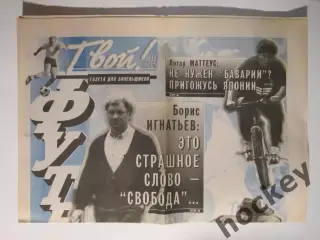 Твой!
ГАЗЕТА ДЛЯ БОЛЕЛЬЩИКОВ
ФУТ
Лотар МАТТЕУС:
НЕ НУЖЕН "БАВАРИИ"?
ПРИГОЖУСЬ ЯПОНИИ
Борис
ИГНАТЬЕВ:
ЭТО
СТРАШНОЕ
СЛОВО –
"СВОБОДА"...
hockey